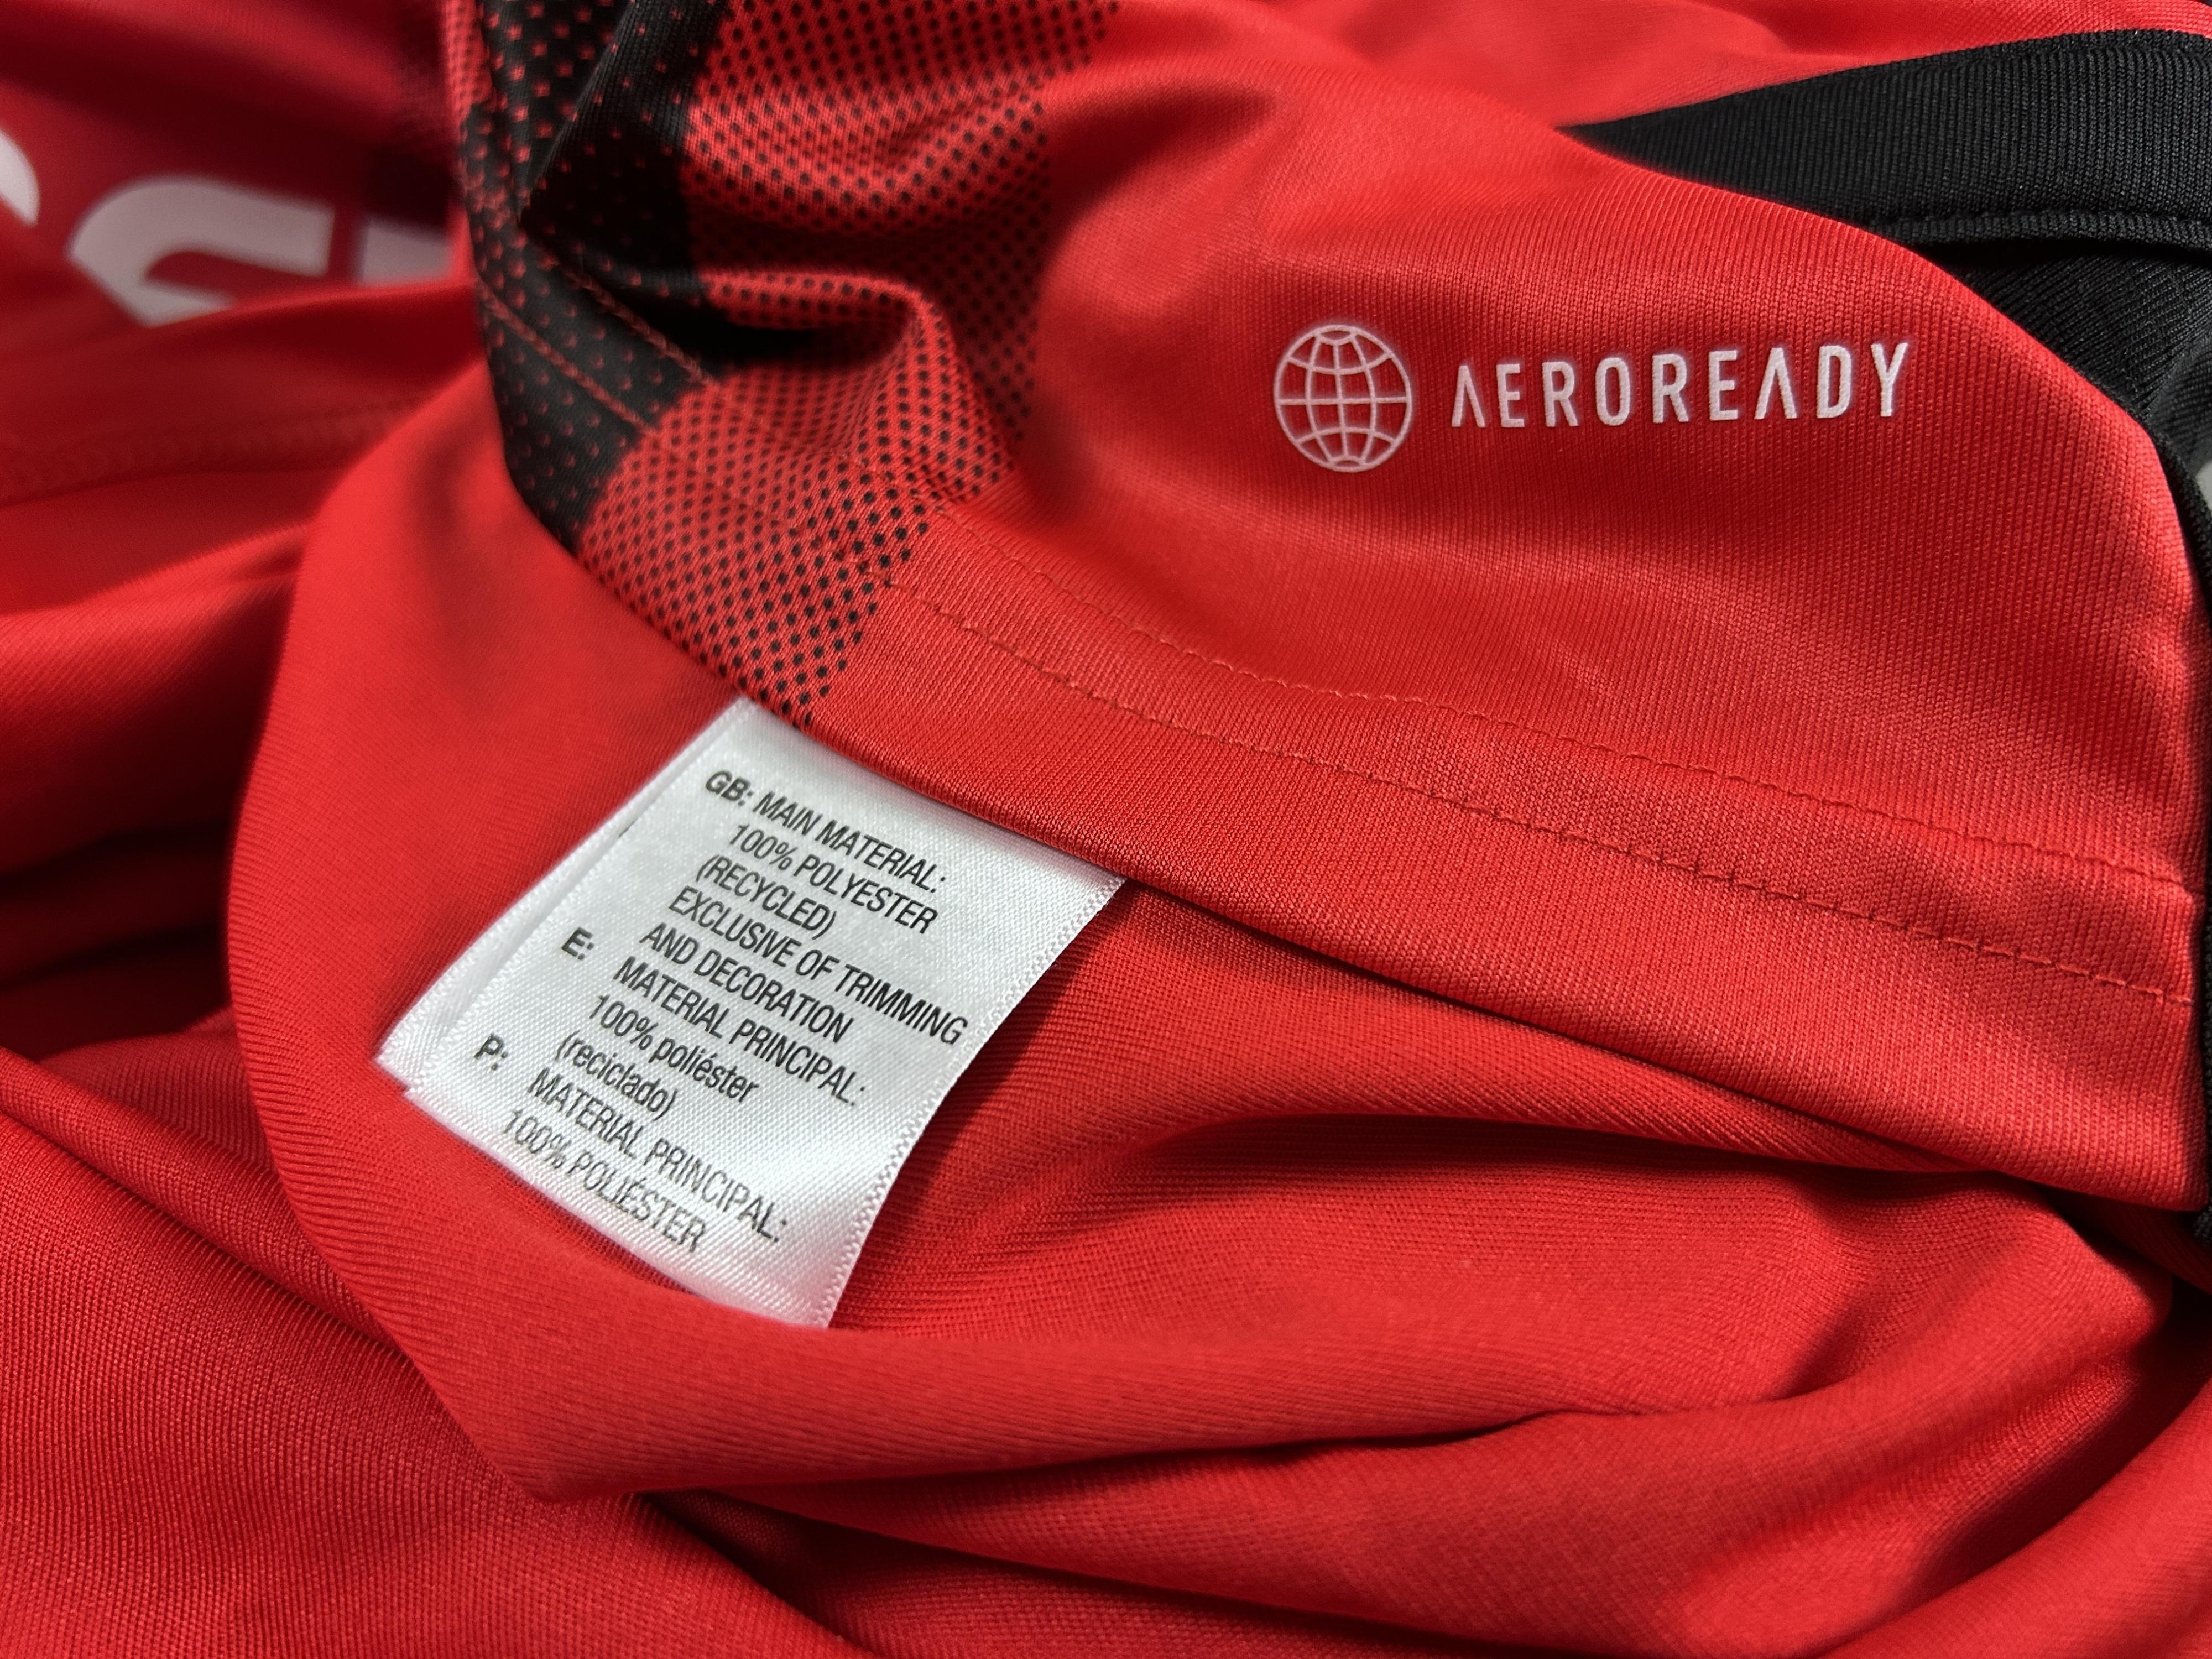 AEROREADY
GB: MAIN MATERIAL:
100% POLYESTER
(RECYCLED)
EXCLUSIVE OF TRIMMING
AND DECORATION
E: MATERIAL PRINCIPAL:
100% poliéster
(reciclado)
P: MATERIAL PRINCIPAL:
100% POLIÉSTER